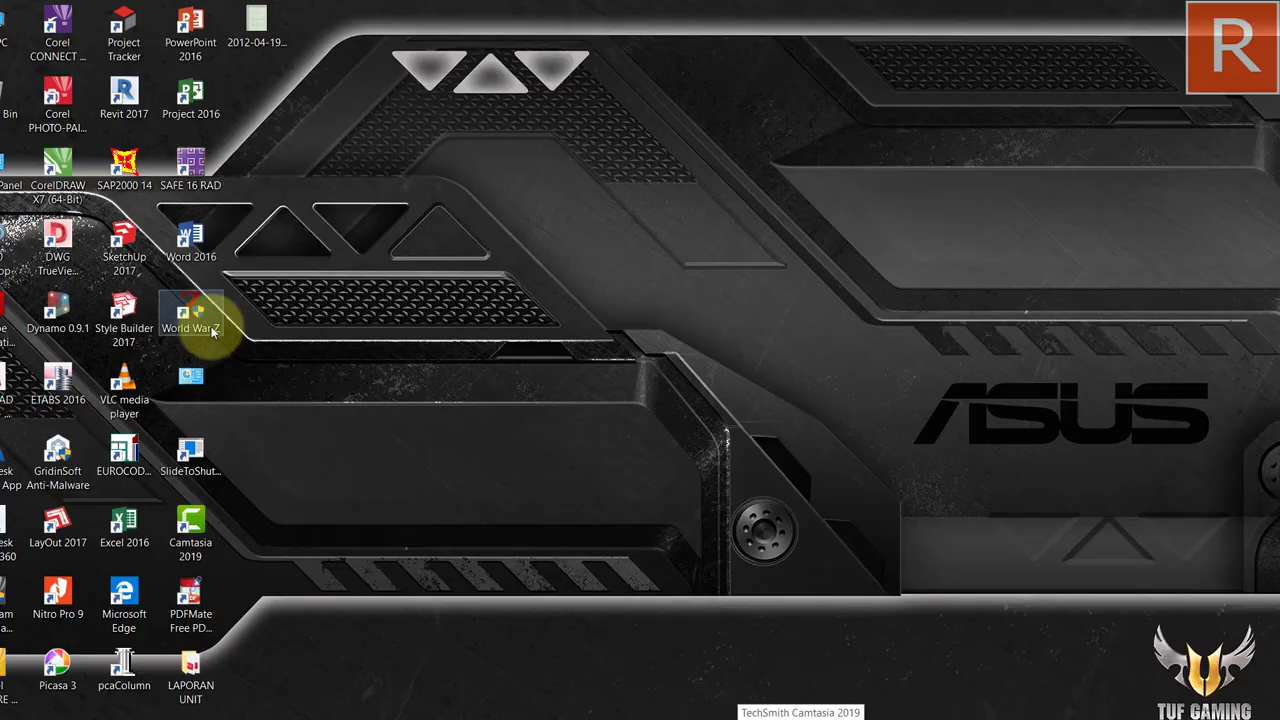 PC
Corel
CONNECT ...
Project
Tracker
PowerPoint
2016
2012-04-19...
R
Bin
Corel
PHOTO-PAI...
Revit 2017
Project 2016
Panel
CorelDRAW
X7 (64-Bit)
SAP2000 14
SAFE 16 RAD
DWG
TrueVie...
SketchUp
2017
Word 2016
Dynamo 0.9.1
Style Builder
2017
World War Z
ASUS
AD
ETABS 2016
VLC media
player
App
GridinSoft
Anti-Malware
EUROCOD...
SlideToShut...
360
LayOut 2017
Excel 2016
Camtasia
2019
Nitro Pro 9
Microsoft
Edge
PDFMate
Free PD...
Picasa 3
pcaColumn
LAPORAN
UNIT
TechSmith Camtasia 2019
TUF GAMING